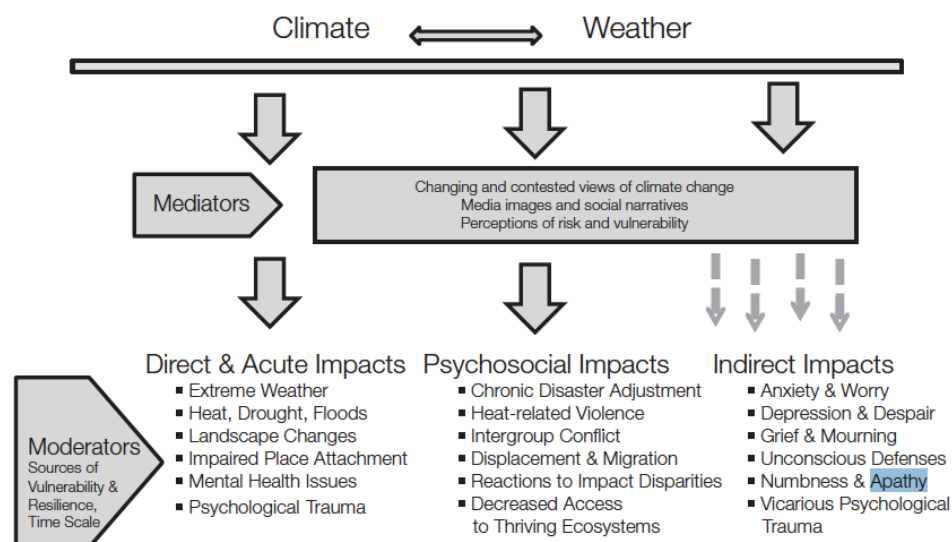 Climate Weather
Mediators
Changing and contested views of climate change
Media images and social narratives
Perceptions of risk and vulnerability
Moderators
Sources of
Vulnerability &
Resilience,
Time Scale
Direct & Acute Impacts
▪ Extreme Weather
▪ Heat, Drought, Floods
▪ Landscape Changes
▪ Impaired Place Attachment
▪ Mental Health Issues
▪ Psychological Trauma
Psychosocial Impacts
▪ Chronic Disaster Adjustment
▪ Heat-related Violence
▪ Intergroup Conflict
▪ Displacement & Migration
▪ Reactions to Impact Disparities
▪ Decreased Access
to Thriving Ecosystems
Indirect Impacts
▪ Anxiety & Worry
▪ Depression & Despair
▪ Grief & Mourning
▪ Unconscious Defenses
▪ Numbness & Apathy
▪ Vicarious Psychological
Trauma